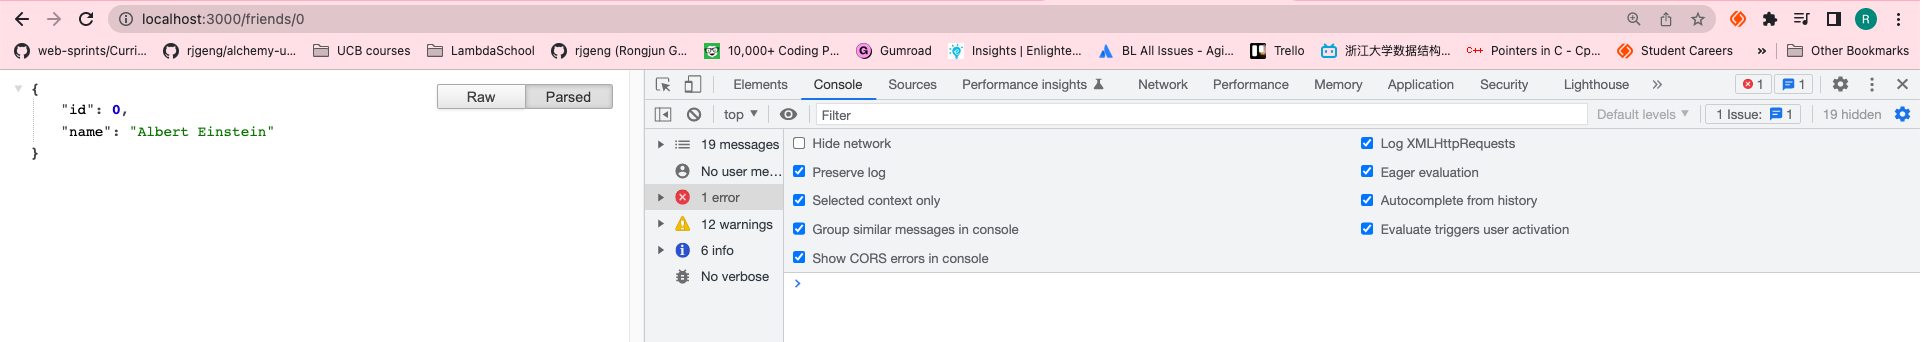 localhost:3000/friends/0
R
web-sprints/Curri... rjgeng/alchemy-u... UCB courses LambdaSchool rjgeng (Rongjun G... 10,000+ Coding P... Gumroad Insights | Enlighte... BL All Issues - Agi... Trello 浙江大学数据结构... Pointers in C - Cp... Student Careers » Other Bookmarks
{
"id": 0,
"name": "Albert Einstein"
}
Raw Parsed
Elements Console Sources Performance insights Network Performance Memory Application Security Lighthouse » 1 1
top Filter Default levels 1 Issue: 1 19 hidden
19 messages
No user me...
1 error
12 warnings
6 info
No verbose
Hide network
Preserve log
Selected context only
Group similar messages in console
Show CORS errors in console
Log XMLHttpRequests
Eager evaluation
Autocomplete from history
Evaluate triggers user activation